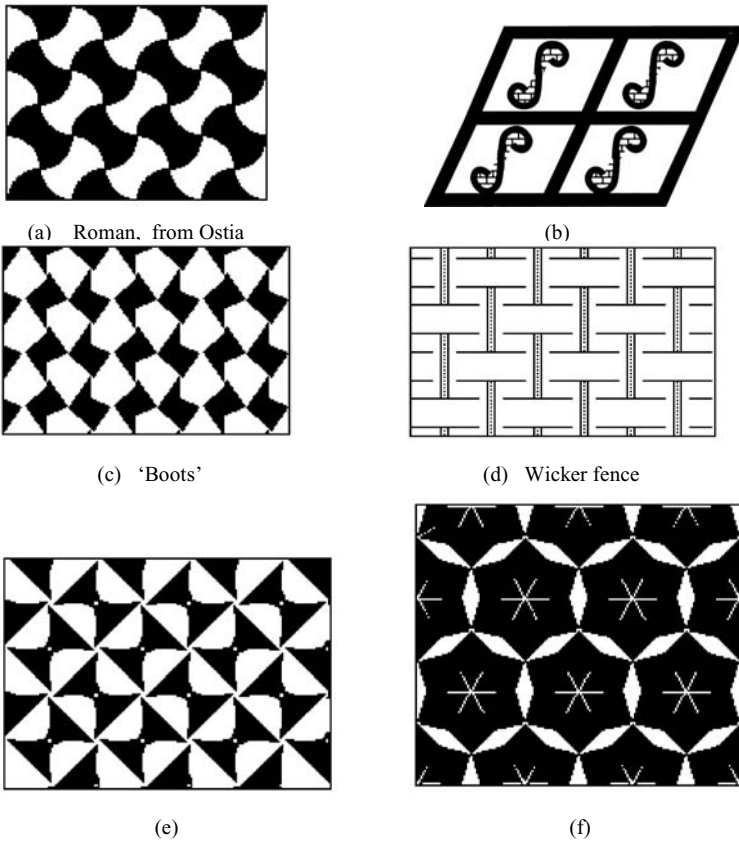 (a) Roman, from Ostia
(b)
(c) ‘Boots’
(d) Wicker fence
(e)
(f)